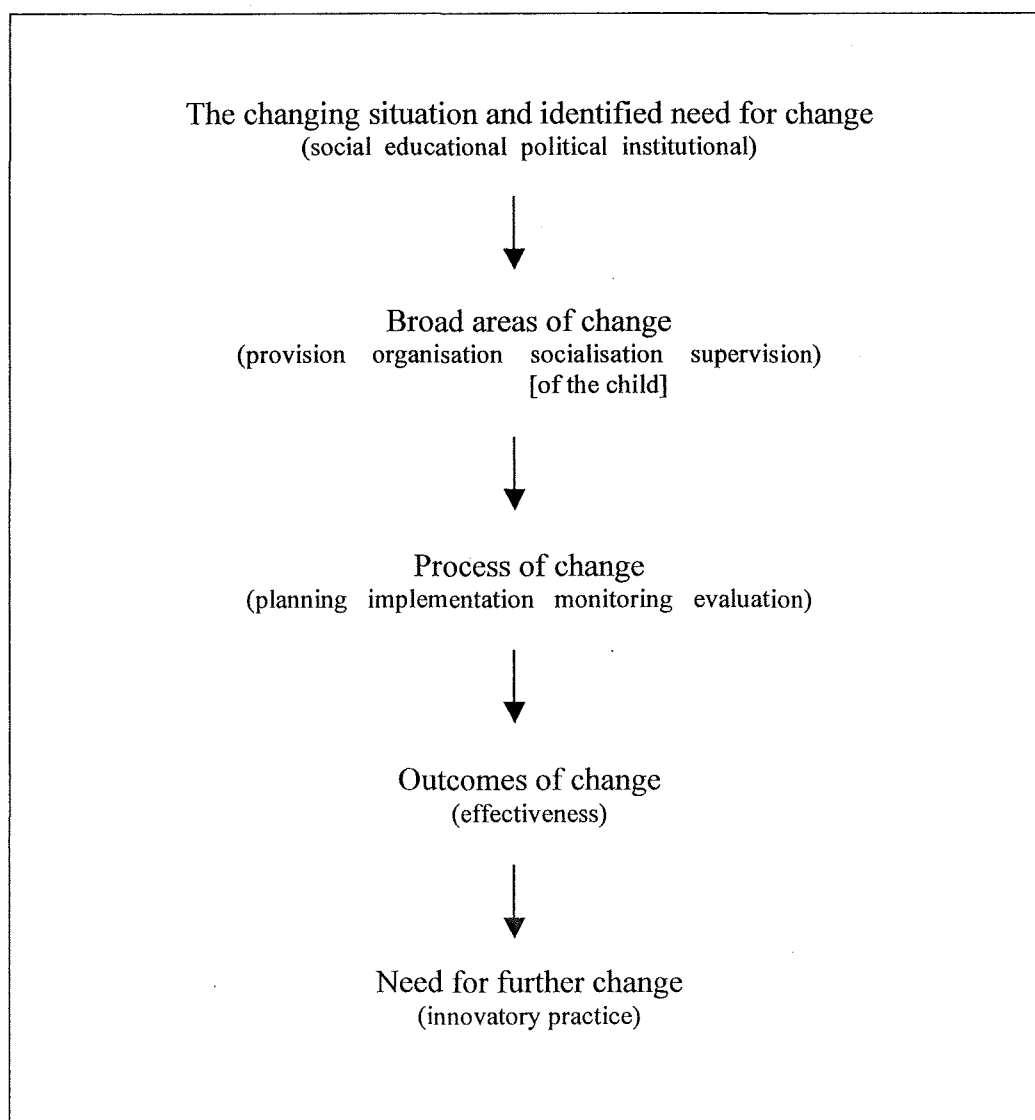 The changing situation and identified need for change
(social educational political institutional)
Broad areas of change
(provision organisation socialisation supervision)
[of the child]
Process of change
(planning implementation monitoring evaluation)
Outcomes of change
(effectiveness)
Need for further change
(innovatory practice)